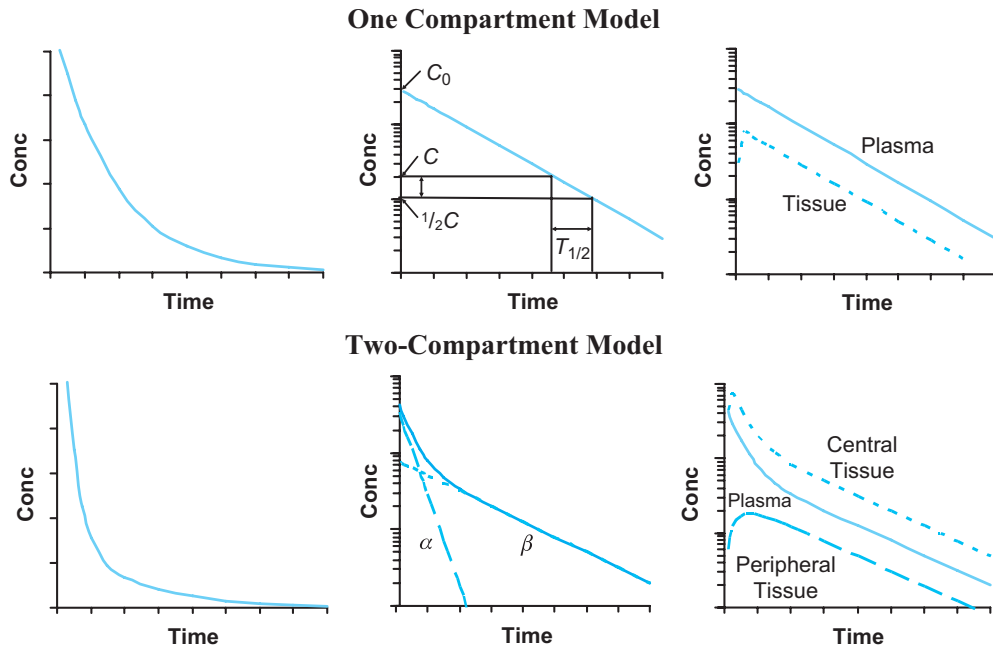 One Compartment Model
Conc
Time
Conc
C₀
C
1/2C
T1/2
Time
Conc
Plasma
Tissue
Time
Two-Compartment Model
Conc
Time
Conc
α
β
Time
Conc
Central
Tissue
Plasma
Peripheral
Tissue
Time